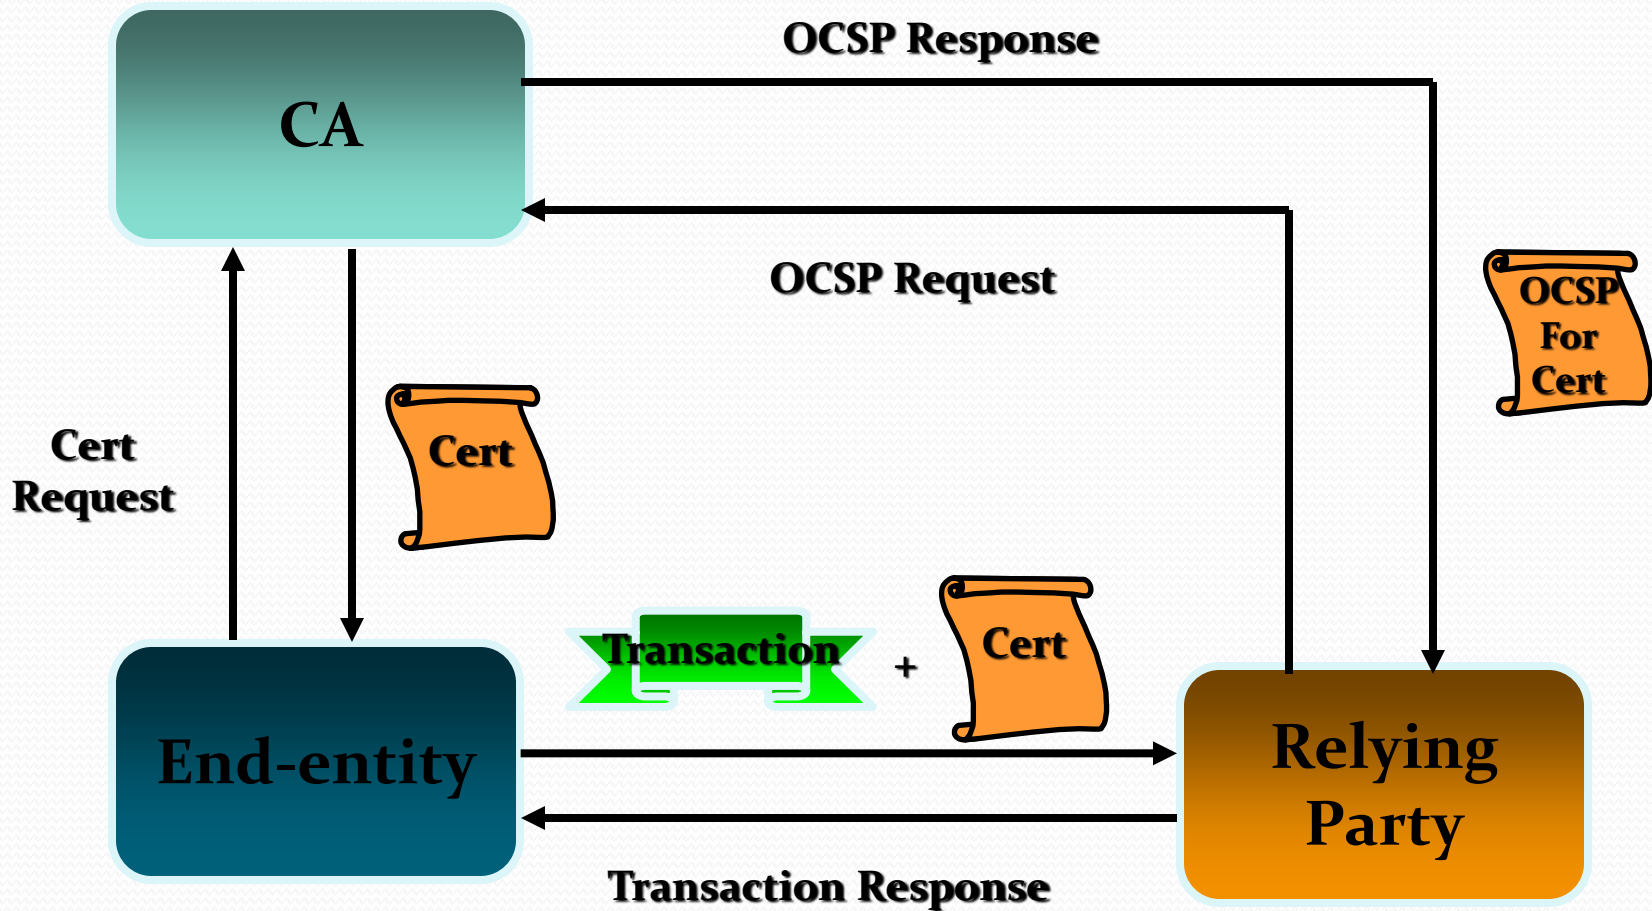 OCSP Response
CA
OCSP Request
OCSP
For
Cert
Cert
Request
Cert
Transaction
+
Cert
End-entity
Relying
Party
Transaction Response